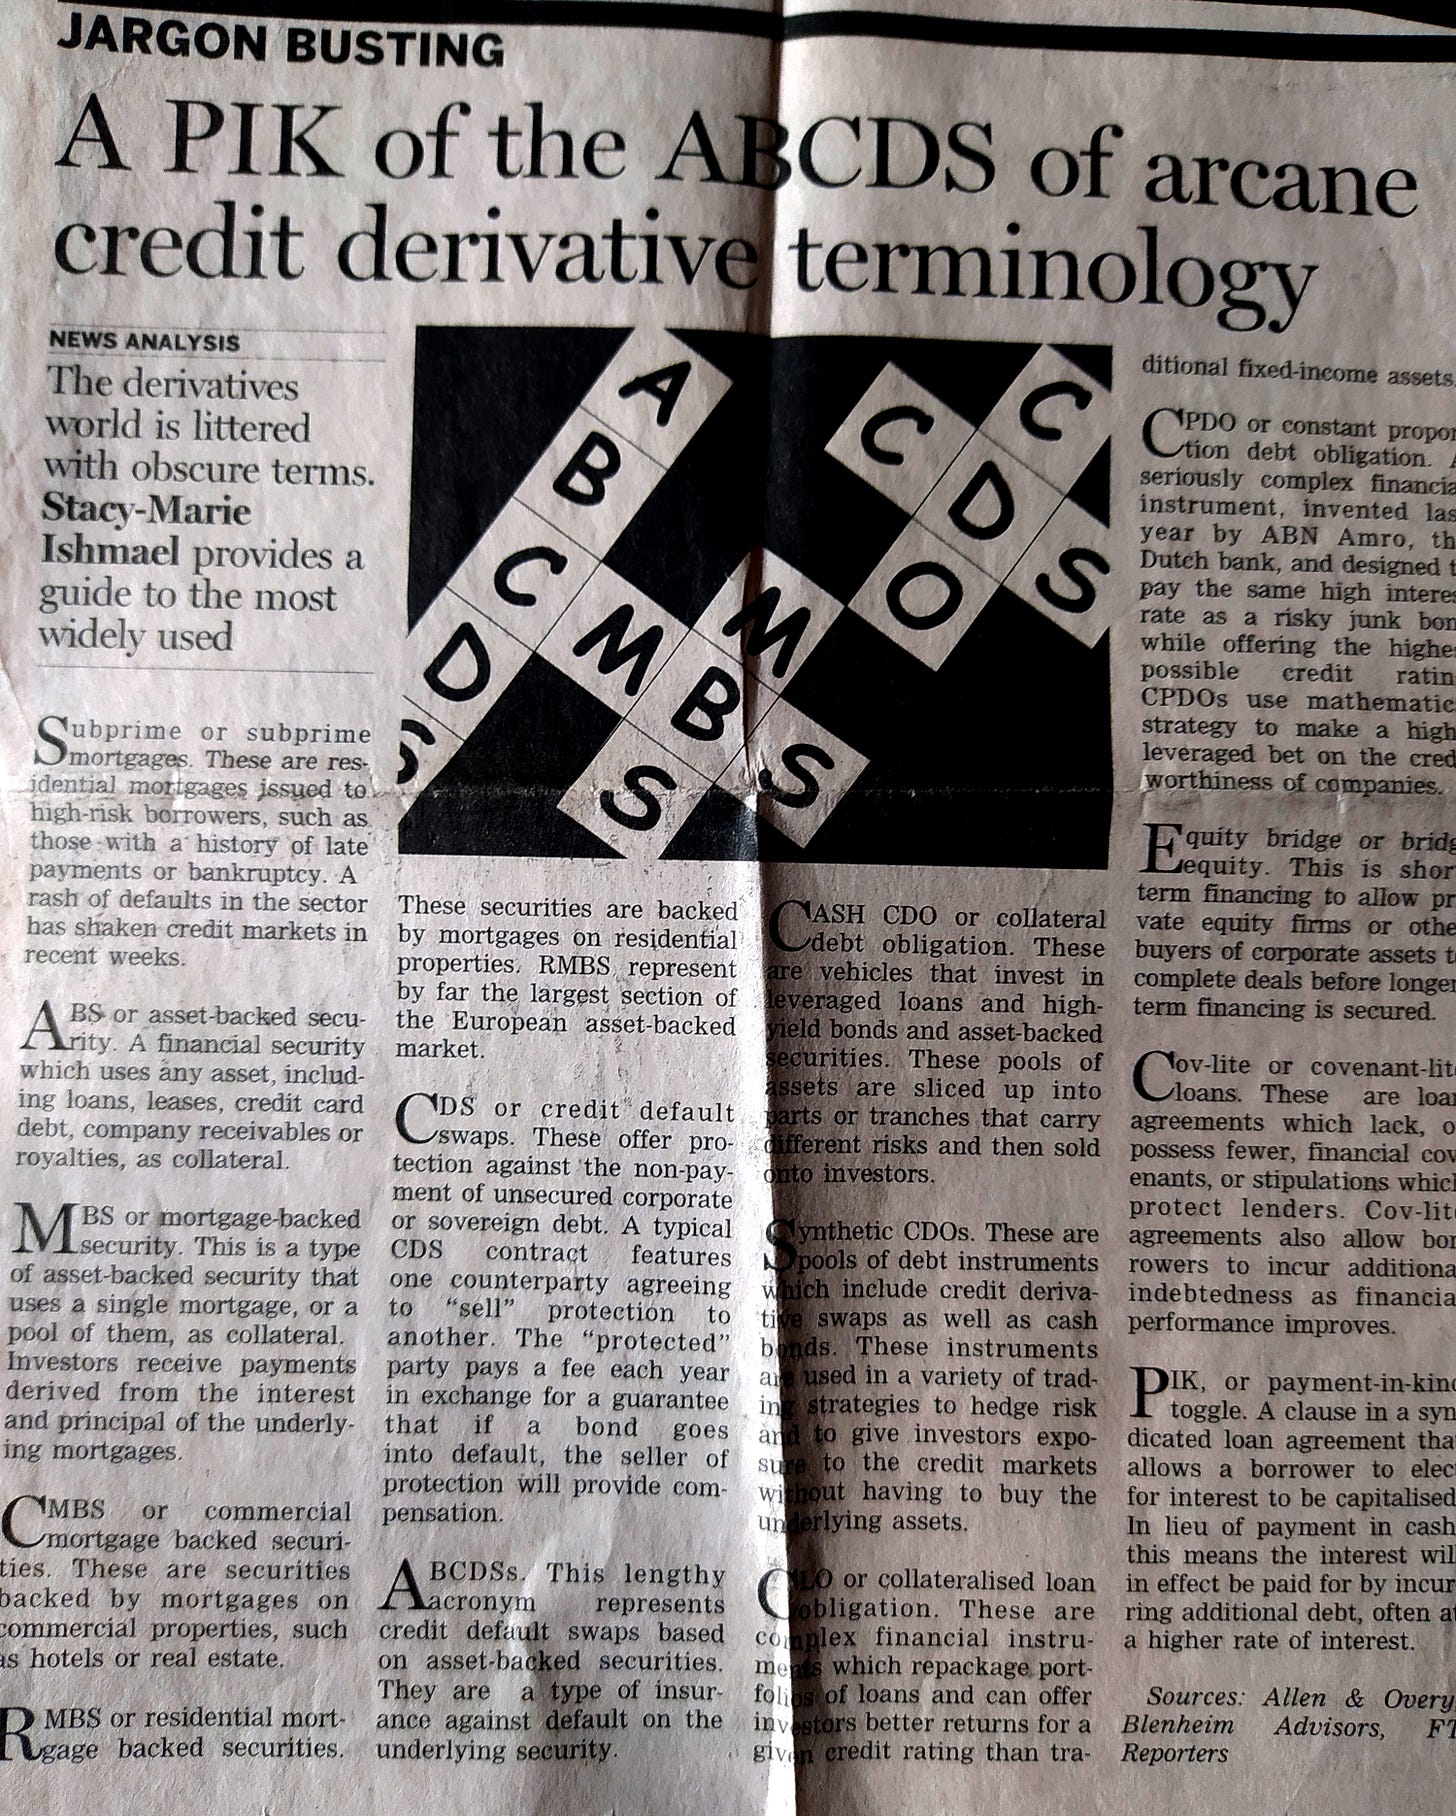 JARGON BUSTING
A PIK of the ABCDS of arcane
credit derivative terminology
NEWS ANALYSIS
The derivatives
world is littered
with obscure terms.
Stacy-Marie
Ishmael provides a
guide to the most
widely used
Subprime or subprime
mortgages. These are res-
idential mortgages issued to
high-risk borrowers, such as
those with a history of late
payments or bankruptcy. A
rash of defaults in the sector
has shaken credit markets in
recent weeks.
ABS or asset-backed secu-
rity. A financial security
which uses any asset, includ-
ing loans, leases, credit card
debt, company receivables or
royalties, as collateral.
MBS or mortgage-backed
security. This is a type
of asset-backed security that
uses a single mortgage, or a
pool of them, as collateral.
Investors receive payments
derived from the interest
and principal of the underly-
ing mortgages.
CMBS or commercial
mortgage backed securi-
ties. These are securities
backed by mortgages on
commercial properties, such
as hotels or real estate.
RMBS or residential mort-
gage backed securities.
ABCDS
CMBS
MBS
CDS
CDO
These securities are backed
by mortgages on residential
properties. RMBS represent
by far the largest section of
the European asset-backed
market.
CDS or credit default
swaps. These offer pro-
tection against the non-pay-
ment of unsecured corporate
or sovereign debt. A typical
CDS contract features
one counterparty agreeing
to “sell” protection to
another. The “protected”
party pays a fee each year
in exchange for a guarantee
that if a bond goes
into default, the seller of
protection will provide com-
pensation.
ABCDSs. This lengthy
acronym represents
credit default swaps based
on asset-backed securities.
They are a type of insur-
ance against default on the
underlying security.
CASH CDO or collateral
debt obligation. These
are vehicles that invest in
leveraged loans and high-
yield bonds and asset-backed
securities. These pools of
assets are sliced up into
parts or tranches that carry
different risks and then sold
onto investors.
Synthetic CDOs. These are
pools of debt instruments
which include credit deriva-
tive swaps as well as cash
bonds. These instruments
are used in a variety of trad-
ing strategies to hedge risk
and to give investors expo-
sure to the credit markets
without having to buy the
underlying assets.
CLO or collateralised loan
obligation. These are
complex financial instru-
ments which repackage port-
folios of loans and can offer
investors better returns for a
given credit rating than tra-
ditional fixed-income assets.
CPDO or constant propor
tion debt obligation. A
seriously complex financia
instrument, invented las
year by ABN Amro, th
Dutch bank, and designed t
pay the same high interes
rate as a risky junk bon
while offering the highes
possible credit ratin
CPDOs use mathematic
strategy to make a high
leveraged bet on the cred
worthiness of companies.
Equity bridge or bridg
equity. This is shor
term financing to allow pr
vate equity firms or othe
buyers of corporate assets t
complete deals before longer
term financing is secured.
Cov-lite or covenant-lite
loans. These are loan
agreements which lack, o
possess fewer, financial cov
enants, or stipulations which
protect lenders. Cov-lite
agreements also allow bor
rowers to incur additiona
indebtedness as financia
performance improves.
PIK, or payment-in-kind
toggle. A clause in a syn
dicated loan agreement tha
allows a borrower to elec
for interest to be capitalised
In lieu of payment in cash
this means the interest wil
in effect be paid for by incur
ring additional debt, often at
a higher rate of interest.
Sources: Allen & Overy,
Blenheim Advisors, FT
Reporters